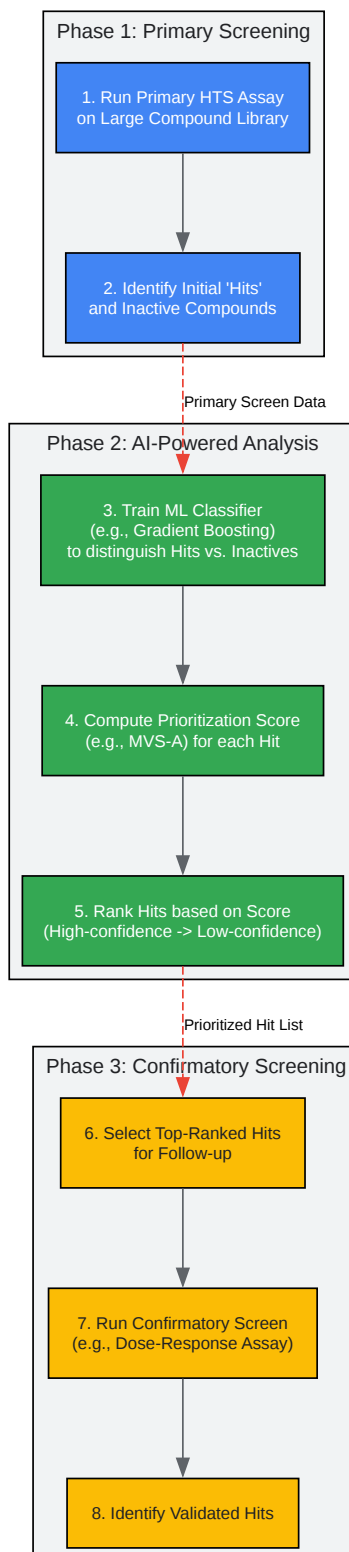 Phase 1: Primary Screening
1. Run Primary HTS Assay
on Large Compound Library
2. Identify Initial 'Hits'
and Inactive Compounds
Primary Screen Data
Phase 2: AI-Powered Analysis
3. Train ML Classifier
(e.g., Gradient Boosting)
to distinguish Hits vs. Inactives
4. Compute Prioritization Score
(e.g., MVS-A) for each Hit
5. Rank Hits based on Score
(High-confidence -> Low-confidence)
Prioritized Hit List
Phase 3: Confirmatory Screening
6. Select Top-Ranked Hits
for Follow-up
7. Run Confirmatory Screen
(e.g., Dose-Response Assay)
8. Identify Validated Hits